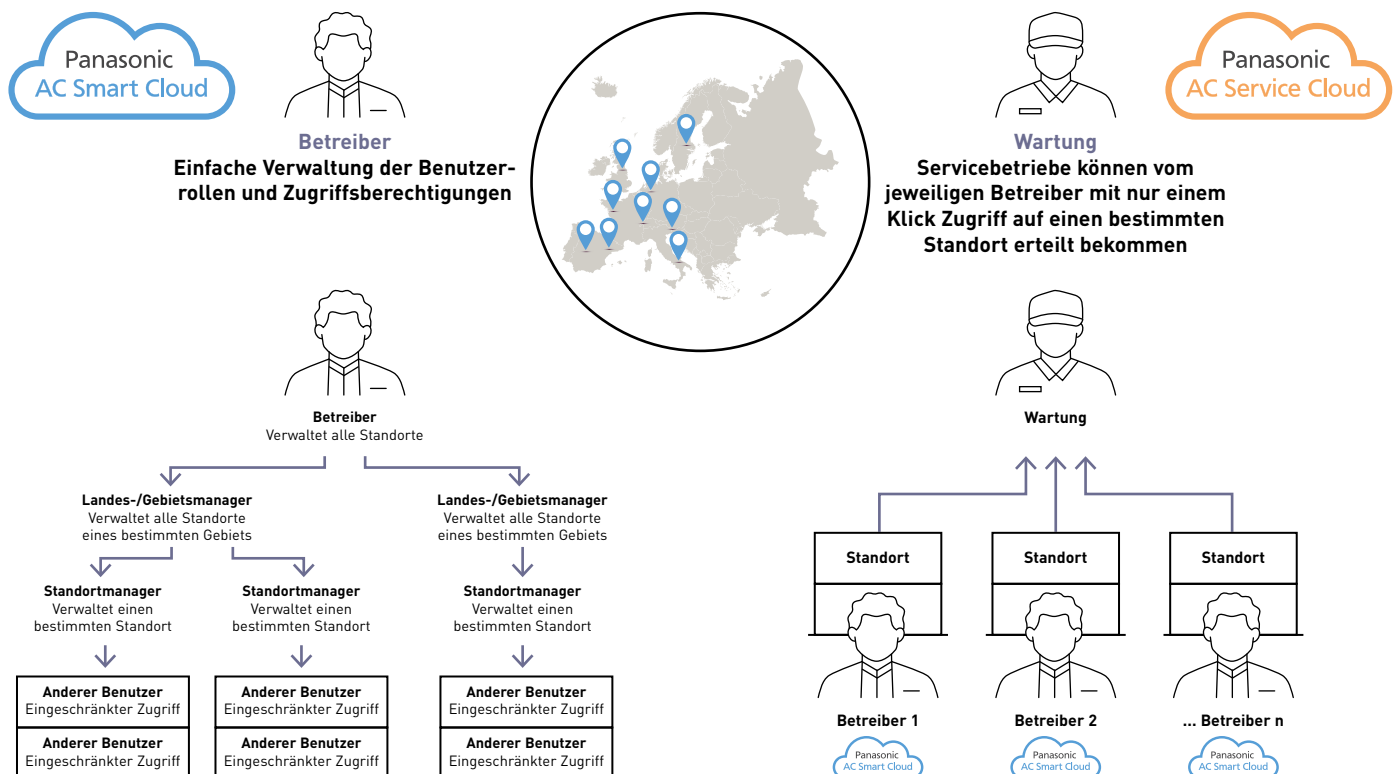 Panasonic
AC Smart Cloud
Betreiber
Einfache Verwaltung der Benutzer-
rollen und Zugriffsberechtigungen
Panasonic
AC Service Cloud
Wartung
Servicebetriebe können vom
jeweiligen Betreiber mit nur einem
Klick Zugriff auf einen bestimmten
Standort erteilt bekommen
Betreiber
Verwaltet alle Standorte
Landes-/Gebietsmanager
Verwaltet alle Standorte
eines bestimmten Gebiets
Landes-/Gebietsmanager
Verwaltet alle Standorte
eines bestimmten Gebiets
Standortmanager
Verwaltet einen
bestimmten Standort
Standortmanager
Verwaltet einen
bestimmten Standort
Standortmanager
Verwaltet einen
bestimmten Standort
Anderer Benutzer
Eingeschränkter Zugriff
Anderer Benutzer
Eingeschränkter Zugriff
Anderer Benutzer
Eingeschränkter Zugriff
Anderer Benutzer
Eingeschränkter Zugriff
Anderer Benutzer
Eingeschränkter Zugriff
Anderer Benutzer
Eingeschränkter Zugriff
Wartung
Standort
Standort
Standort
Betreiber 1
Betreiber 2
... Betreiber n
Panasonic
AC Smart Cloud
Panasonic
AC Smart Cloud
Panasonic
AC Smart Cloud